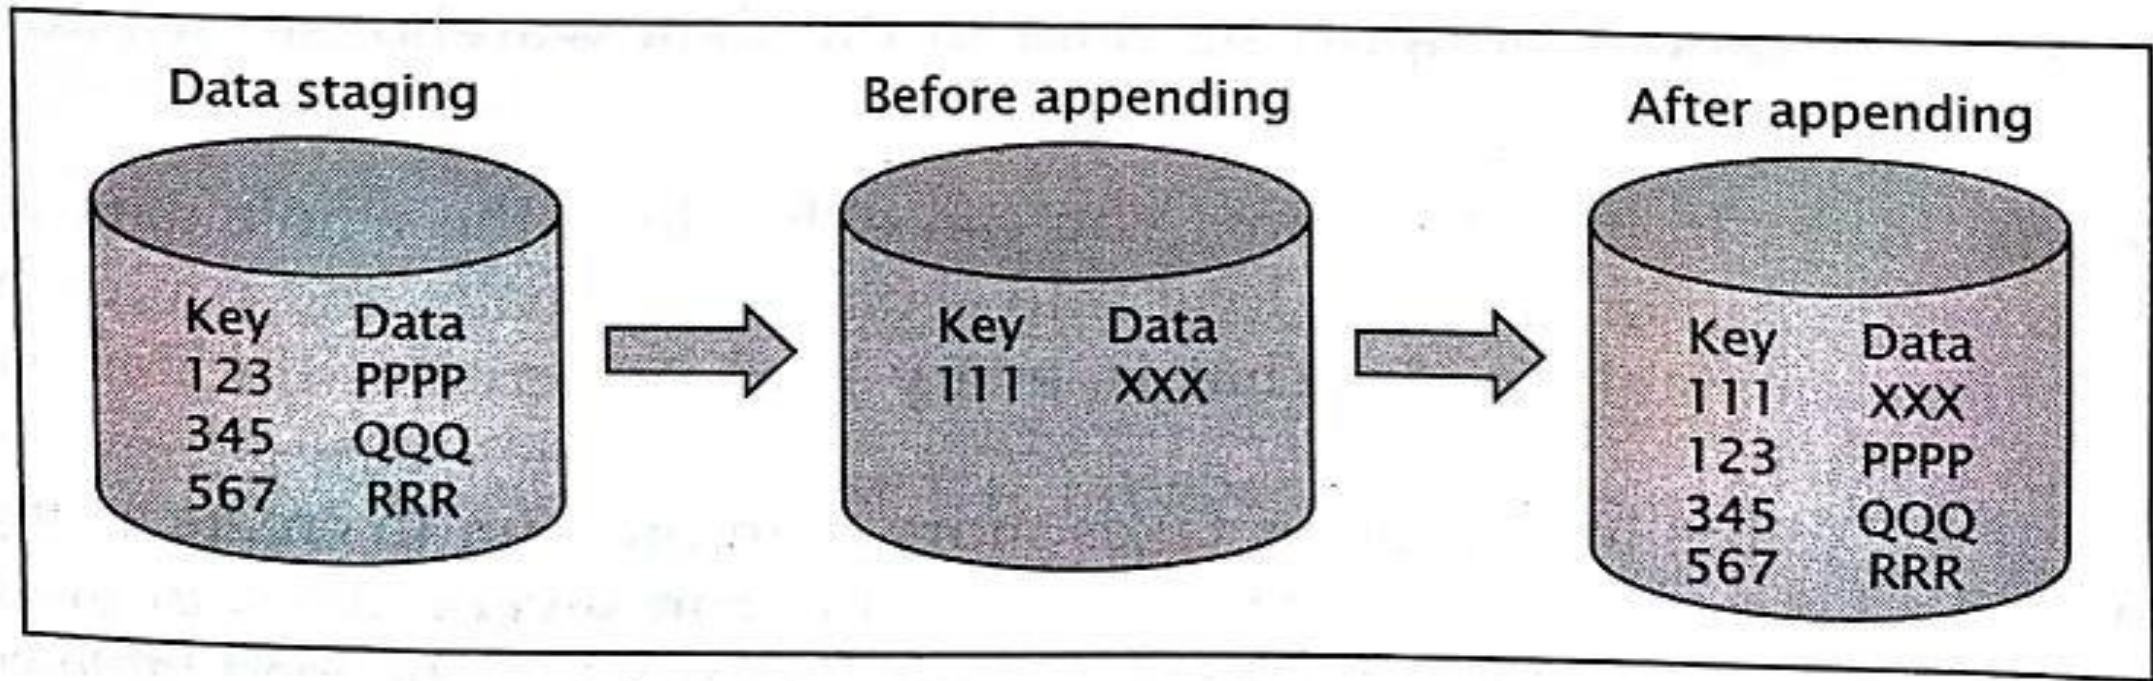 Data staging
Key Data
123 PPPP
345 QQQ
567 RRR
Before appending
Key Data
111 XXX
After appending
Key Data
111 XXX
123 PPPP
345 QQQ
567 RRR